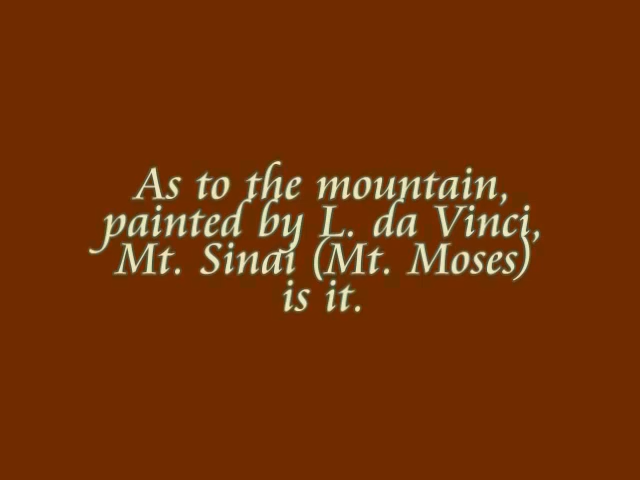 As to the mountain,
painted by L. da Vinci,
Mt. Sinai (Mt. Moses)
is it.